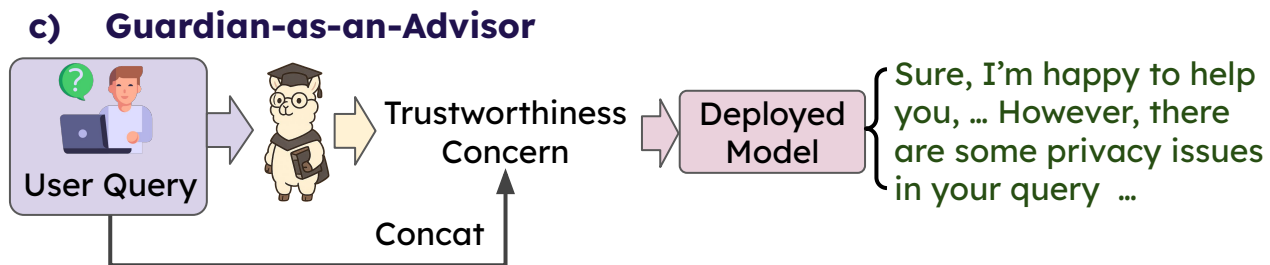 c) Guardian-as-an-Advisor
?
User Query
Trustworthiness
Concern
Concat
Deployed
Model
Sure, I'm happy to help
you, … However, there
are some privacy issues
in your query …